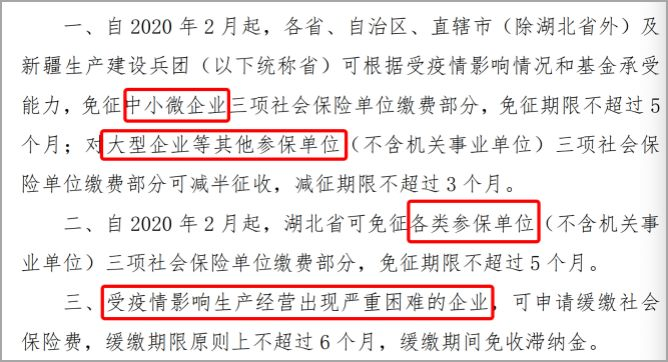 一、自 2020 年 2 月起，各省、自治区、直辖市（除湖北省外）及
新疆生产建设兵团（以下统称省）可根据受疫情影响情况和基金承受
能力，免征中小微企业三项社会保险单位缴费部分，免征期限不超过 5
个月；对大型企业等其他参保单位（不含机关事业单位）三项社会保
险单位缴费部分可减半征收，减征期限不超过 3 个月。
二、自 2020 年 2 月起，湖北省可免征各类参保单位（不含机关事
业单位）三项社会保险单位缴费部分，免征期限不超过 5 个月。
三、受疫情影响生产经营出现严重困难的企业，可申请缓缴社会
保险费，缓缴期限原则上不超过 6 个月，缓缴期间免收滞纳金。